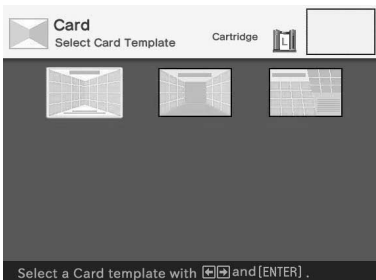 Card
Select Card Template
Cartridge
L
Select a Card template with ←→and[ENTER].